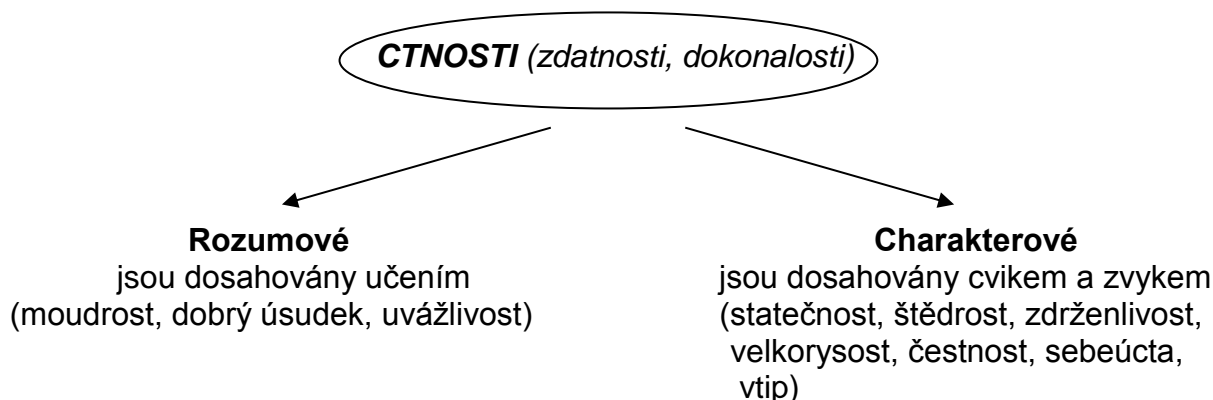 CTNOSTI (zdatnosti, dokonalosti)
Rozumové
jsou dosahovány učením
(moudrost, dobrý úsudek, uvážlivost)
Charakterové
jsou dosahovány cvikem a zvykem
(statečnost, štědrost, zdrženlivost,
velkorysost, čestnost, sebeúcta,
vtip)